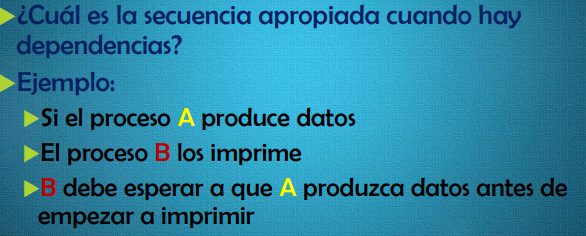 ¿Cuál es la secuencia apropiada cuando hay
dependencias?
Ejemplo:
Si el proceso A produce datos
El proceso B los imprime
B debe esperar a que A produzca datos antes de
empezar a imprimir